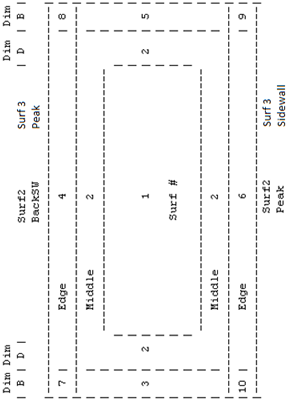 Dim Dim Dim Dim
B D Surf2 Surf3 D B
BackSW Peak
7 Edge 4 8
Middle 2
3 2 1 2 5
Surf #
Middle 2
10 Edge 6 9
Surf2 Surf3
Peak Sidewall